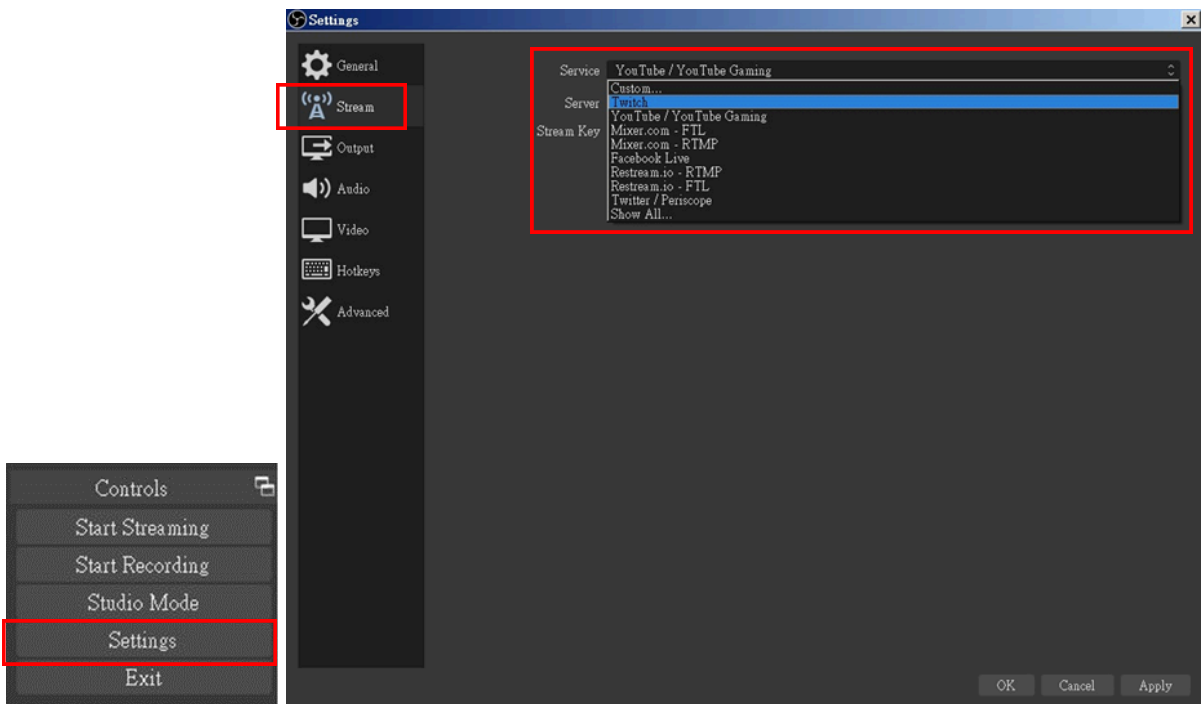 Settings
General
Stream
Output
Audio
Video
Hotkeys
Advanced
Service YouTube / YouTube Gaming
Server
Stream Key
Custom...
Twitch
YouTube / YouTube Gaming
Mixer.com - FTL
Mixer.com - RTMP
Facebook Live
Restream.io - RTMP
Restream.io - FTL
Twitter / Periscope
Show All...
OK Cancel Apply
Controls
Start Streaming
Start Recording
Studio Mode
Settings
Exit